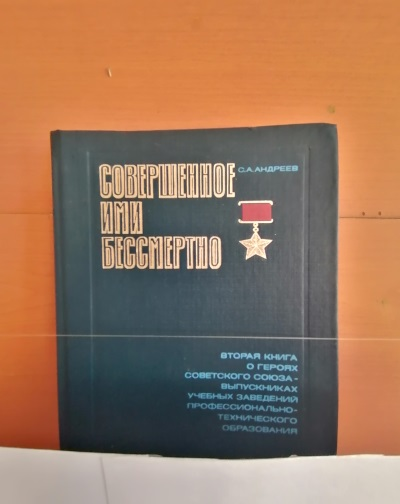 СОВЕРШЕННОЕ
С.А.АНДРЕЕВ
ИМИ
БЕССМЕРТНО
ВТОРАЯ КНИГА
О ГЕРОЯХ
СОВЕТСКОГО СОЮЗА-
ВЫПУСКНИКАХ
УЧЕБНЫХ ЗАВЕДЕНИЙ
ПРОФЕССИОНАЛЬНО-
ТЕХНИЧЕСКОГО
ОБРАЗОВАНИЯ